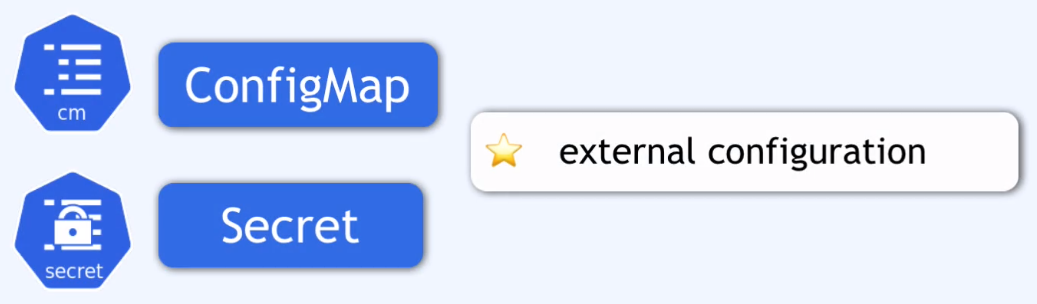 cm
ConfigMap
external configuration
secret
Secret